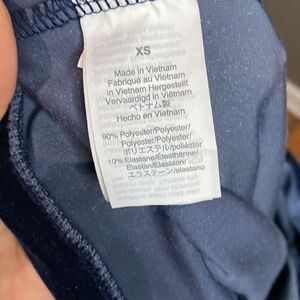 XS
Made in Vietnam
Fabriqué au Vietnam
in Vietnam Hergestellt
Vervaardigd in Vietnam
ベトナム製
Hecho en Vietnam
90% Polyester/Polyester/
Polyester/Polyester/
ポリエステル/poliéster
10% Elastane/Elasthanne/
Elastan/Elastaan/
エラステーン/elastano